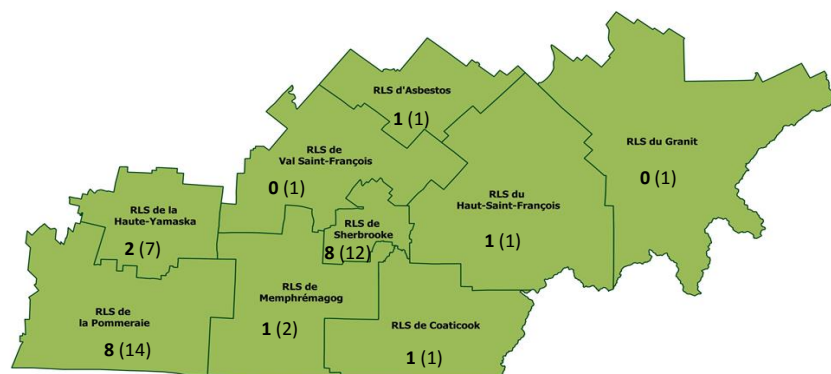 RLS d'Asbestos
1 (1)
RLS du Granit
0 (1)
RLS de
Val Saint-François
0 (1)
RLS du
Haut-Saint-François
1 (1)
RLS de la
Haute-Yamaska
2 (7)
RLS de
Sherbrooke
8 (12)
RLS de
Memphrémagog
1 (2)
RLS de
la Pommeraie
8 (14)
RLS de Coaticook
1 (1)